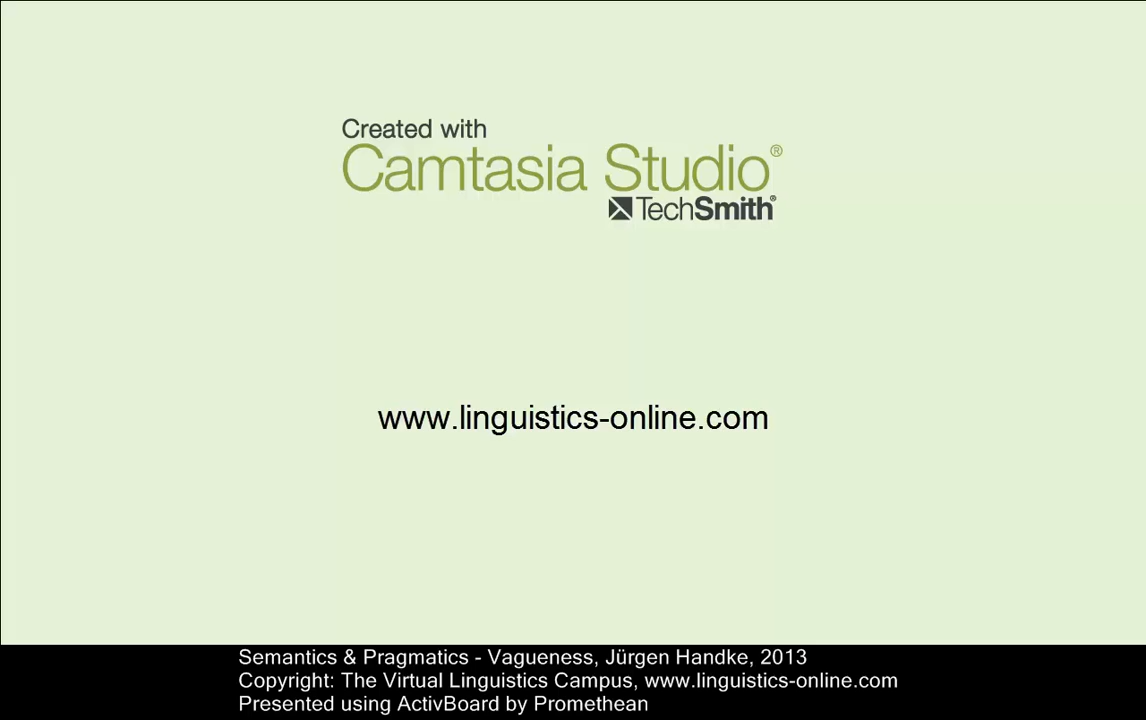 Created with
Camtasia Studio®
TechSmith®
www.linguistics-online.com
Semantics & Pragmatics - Vagueness, Jürgen Handke, 2013
Copyright: The Virtual Linguistics Campus, www.linguistics-online.com
Presented using ActivBoard by Promethean